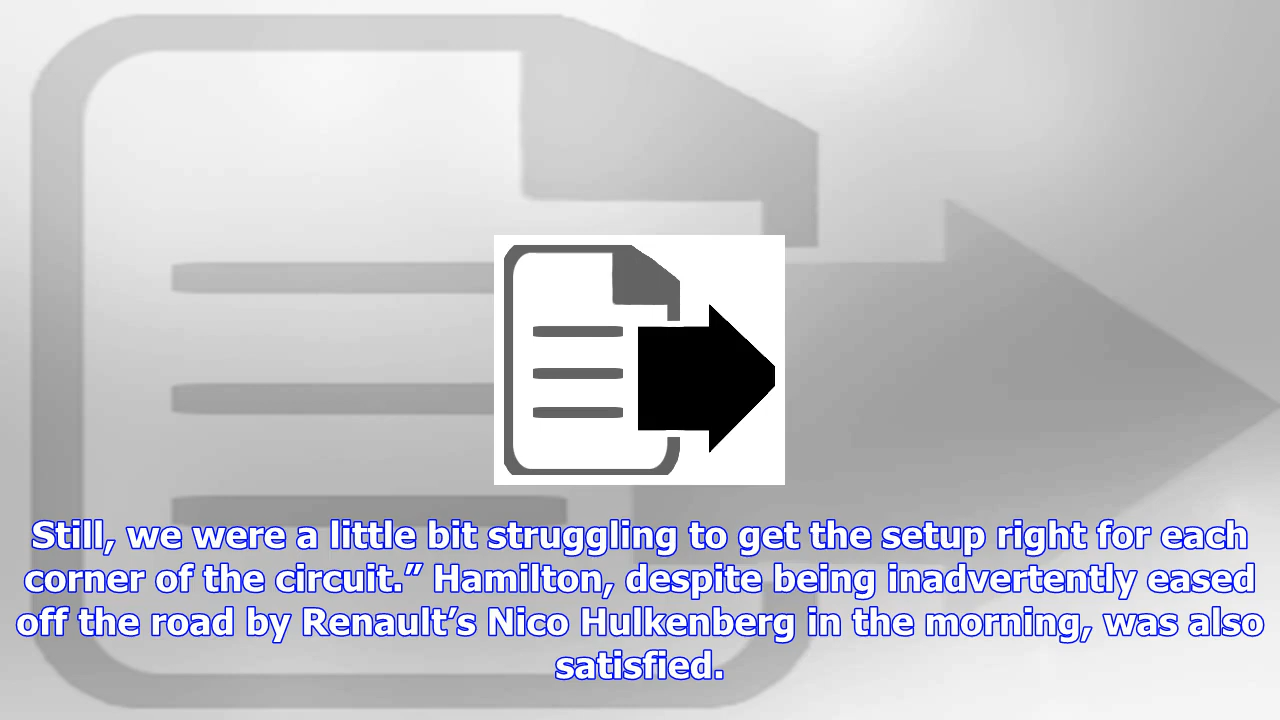 Still, we were a little bit struggling to get the setup right for each
corner of the circuit.” Hamilton, despite being inadvertently eased
off the road by Renault’s Nico Hulkenberg in the morning, was also
satisfied.